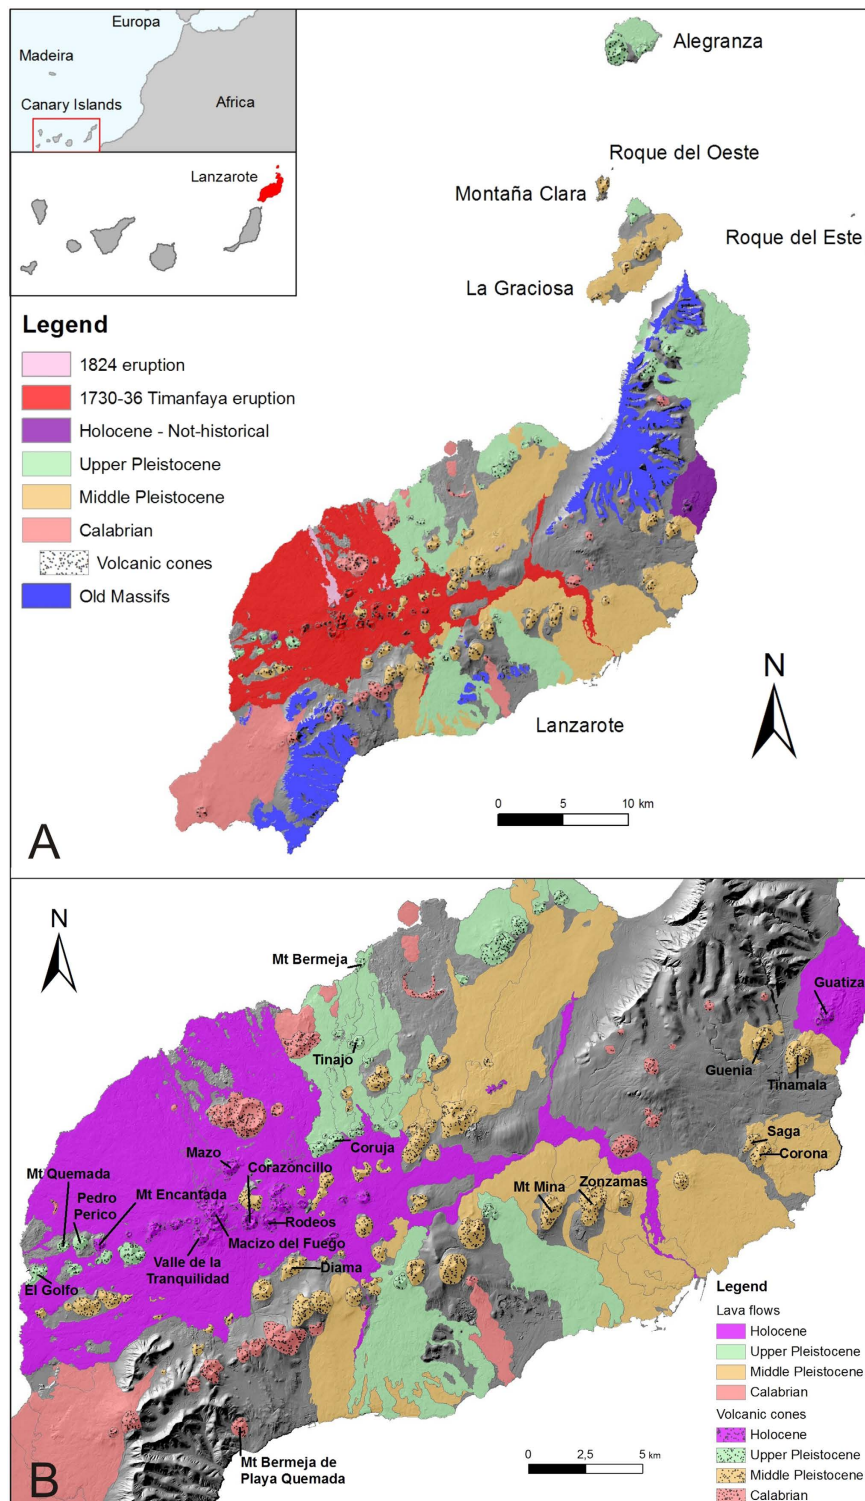 Europa
Madeira
Canary Islands
Africa
Lanzarote
Alegranza
Roque del Oeste
Montaña Clara
Roque del Este
La Graciosa
Legend
1824 eruption
1730-36 Timanfaya eruption
Holocene - Not-historical
Upper Pleistocene
Middle Pleistocene
Calabrian
Volcanic cones
Old Massifs
N
Lanzarote
0 5 10 km
A
N
Mt Bermeja
Guatiza
Tinajo
Guenia
Tinamala
Coruja
Saga
Mazo
Corazoncillo
Corona
Mt Quemada
Pedro
Perico
Mt Encantada
Mt Mina
Zonzamas
Rodeos
Macizo del Fuego
Valle de la
Tranquilidad
Diama
El Golfo
Legend
Lava flows
Holocene
Upper Pleistocene
Middle Pleistocene
Calabrian
Volcanic cones
Holocene
Upper Pleistocene
Middle Pleistocene
Calabrian
Mt Bermeja de
Playa Quemada
0 2,5 5 km
B